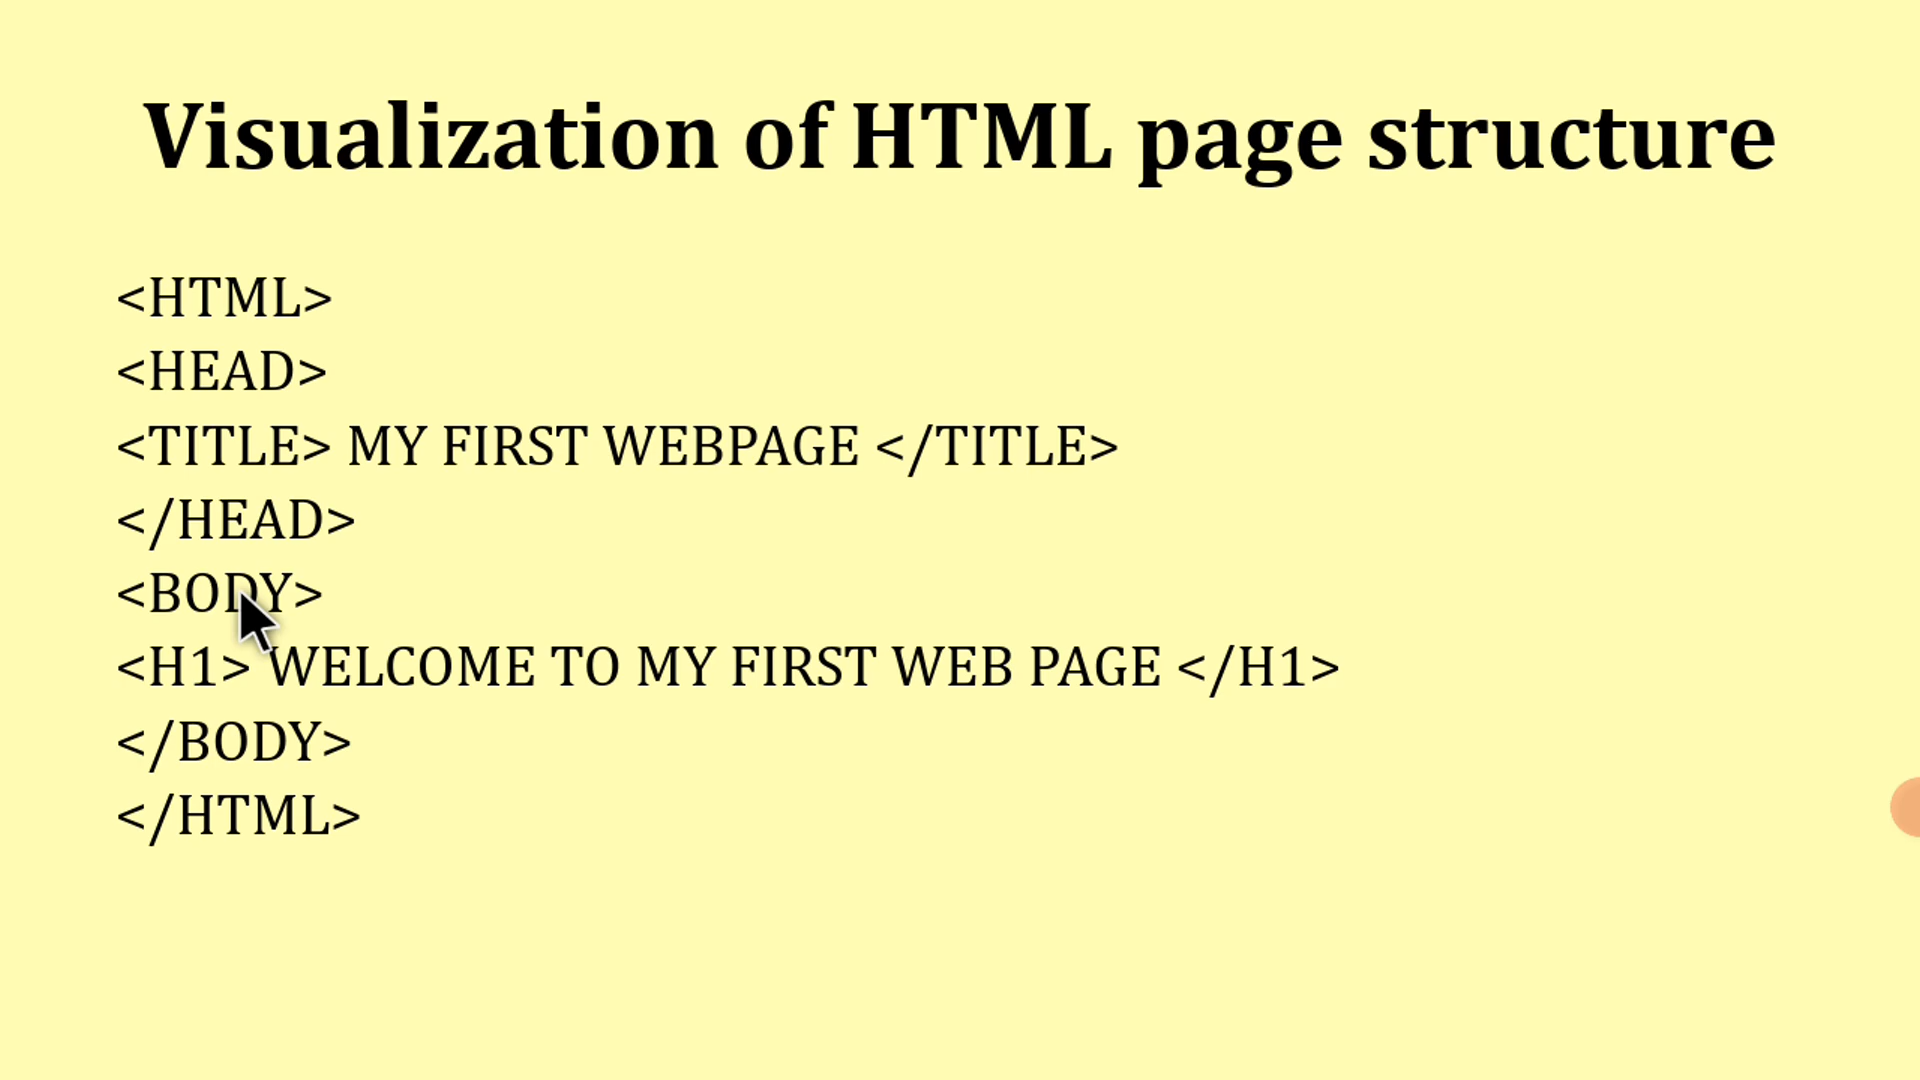 Visualization of HTML page structure
<HTML>
<HEAD>
<TITLE> MY FIRST WEBPAGE </TITLE>
</HEAD>
<BODY>
<H1> WELCOME TO MY FIRST WEB PAGE </H1>
</BODY>
</HTML>